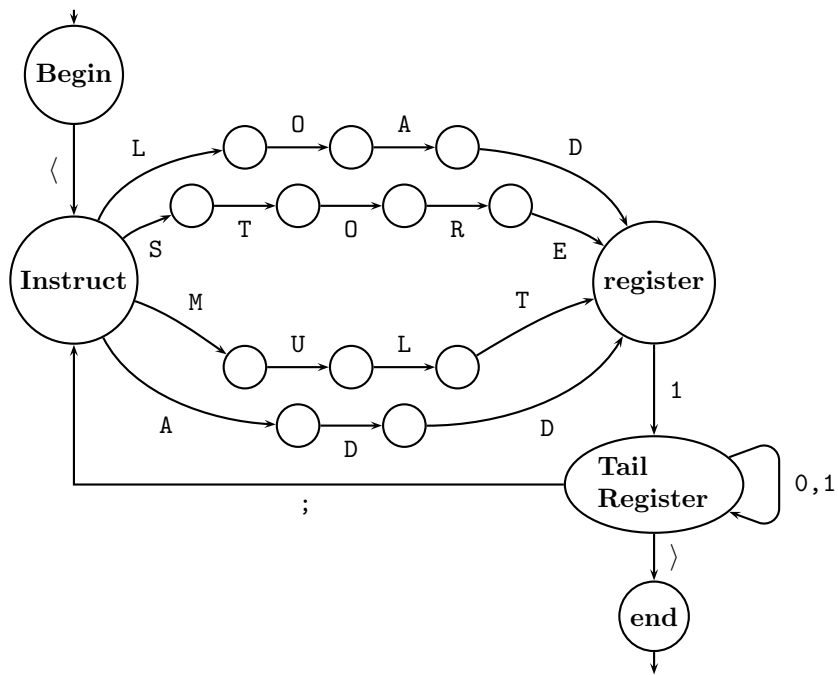 Begin
⟨
L
O
A
D
S
T
O
R
E
Instruct
register
M
U
L
T
A
D
D
1
Tail
Register
0,1
;
⟩
end